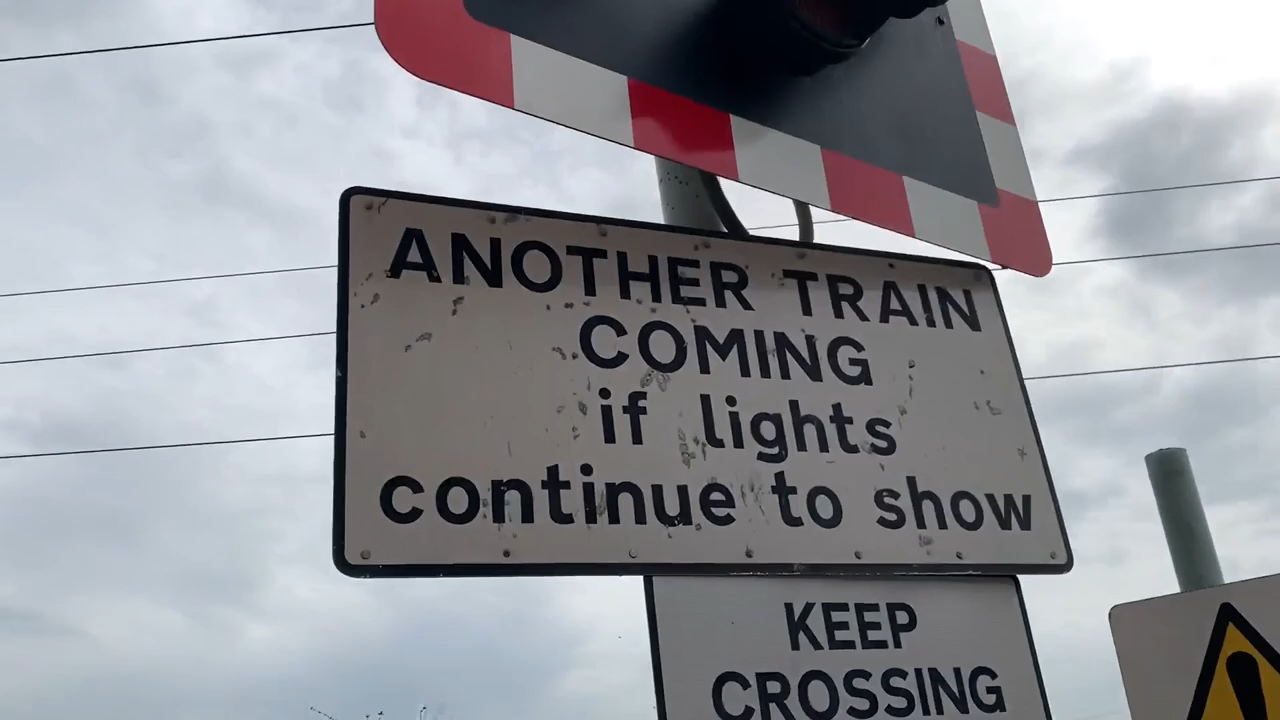 ANOTHER TRAIN
COMING
if lights
continue to show
KEEP
CROSSING